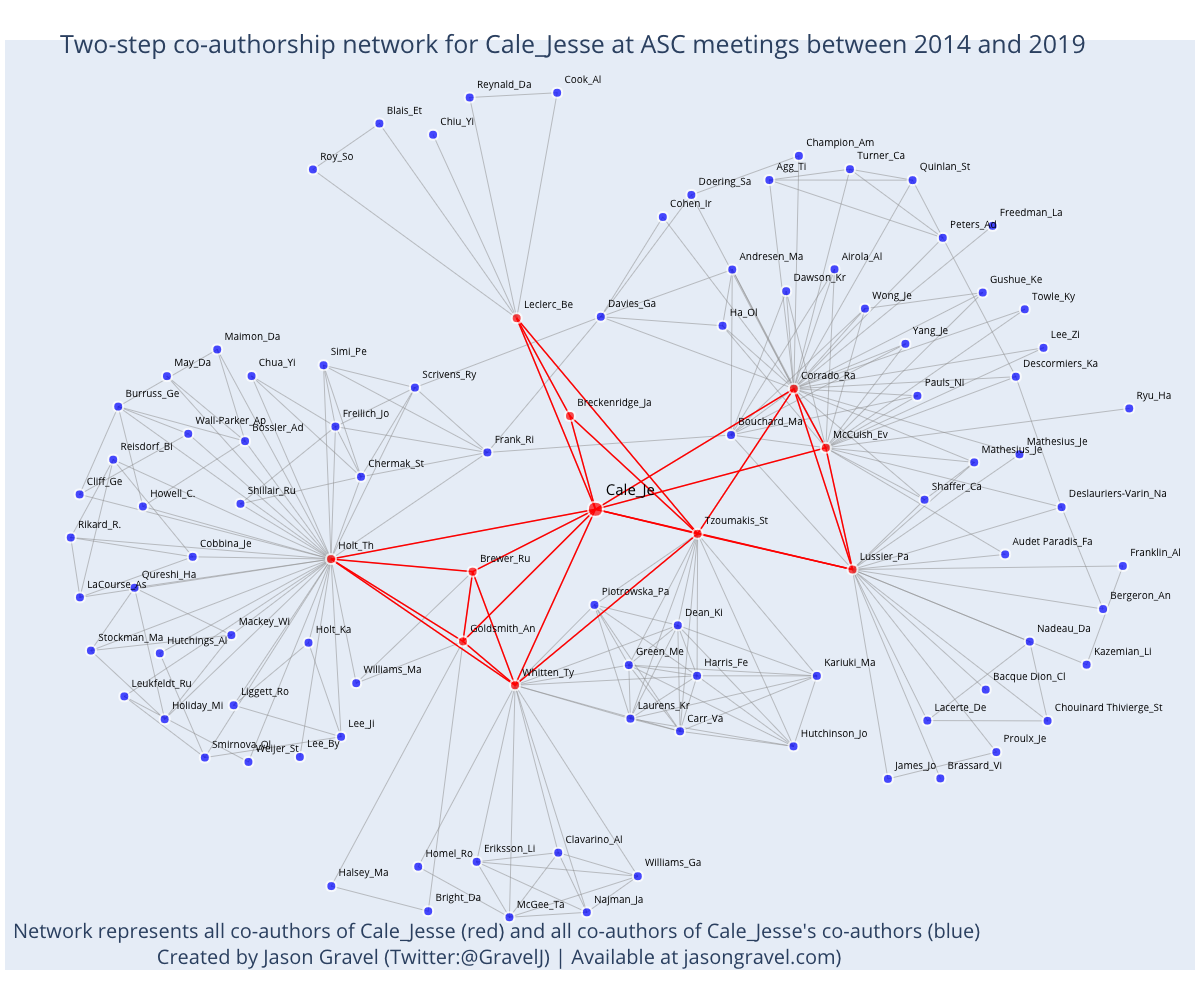 Two-step co-authorship network for Cale_Jesse at ASC meetings between 2014 and 2019
Cook_Al
Reynald_Da
Blais_Et
Chiu_Yi
Roy_So
Champion_Am
Turner_Ca
Agg_Ti
Quinlan_St
Doering_Sa
Cohen_Ir
Freedman_La
Peters_Ad
Andresen_Ma
Airola_Al
Dawson_Kr
Gushue_Ke
Wong_Je
Towle_Ky
Leclerc_Be
Davies_Ga
Ha_Ol
Yang_Je
Lee_Zi
Maimon_Da
Simi_Pe
May_Da
Chua_Yi
Scrivens_Ry
Descormiers_Ka
Corrado_Ra
Pauls_Ni
Burruss_Ge
Ryu_Ha
Breckenridge_Ja
Wall-Parker_Ap
Freilich_Jo
Bossler_Ad
Bouchard_Ma
McCuish_Ev
Frank_Ri
Mathesius_Je
Mathesius_Je
Reisdorf_Bi
Chermak_St
Cliff_Ge
Howell_C.
Shillair_Ru
Cale_Je
Shaffer_Ca
Deslauriers-Varin_Na
Rikard_R.
Tzoumakis_St
Cobbina_Je
Holt_Th
Audet Paradis_Fa
Lussier_Pa
Franklin_Al
Brewer_Ru
Qureshi_Ha
LaCourse_As
Piotrowska_Pa
Bergeron_An
Dean_Ki
Mackey_Wi
Goldsmith_An
Holt_Ka
Nadeau_Da
Stockman_Ma
Hutchings_Al
Green_Me
Kazemian_Li
Williams_Ma
Whitten_Ty
Harris_Fe
Kariuki_Ma
Bacque Dion_Cl
Leukfeldt_Ru
Liggett_Ro
Holiday_Mi
Laurens_Kr
Carr_Va
Lacerte_De
Chouinard Thivierge_St
Lee_Ji
Hutchinson_Jo
Smirnova_Ol
Weijer_St
Lee_By
Proulx_Je
James_Jo
Brassard_Vi
Clavarino_Al
Homel_Ro
Eriksson_Li
Williams_Ga
Halsey_Ma
Bright_Da
McGee_Ta
Najman_Ja
Network represents all co-authors of Cale_Jesse (red) and all co-authors of Cale_Jesse's co-authors (blue)
Created by Jason Gravel (Twitter:@GravelJ) | Available at jasongravel.com)